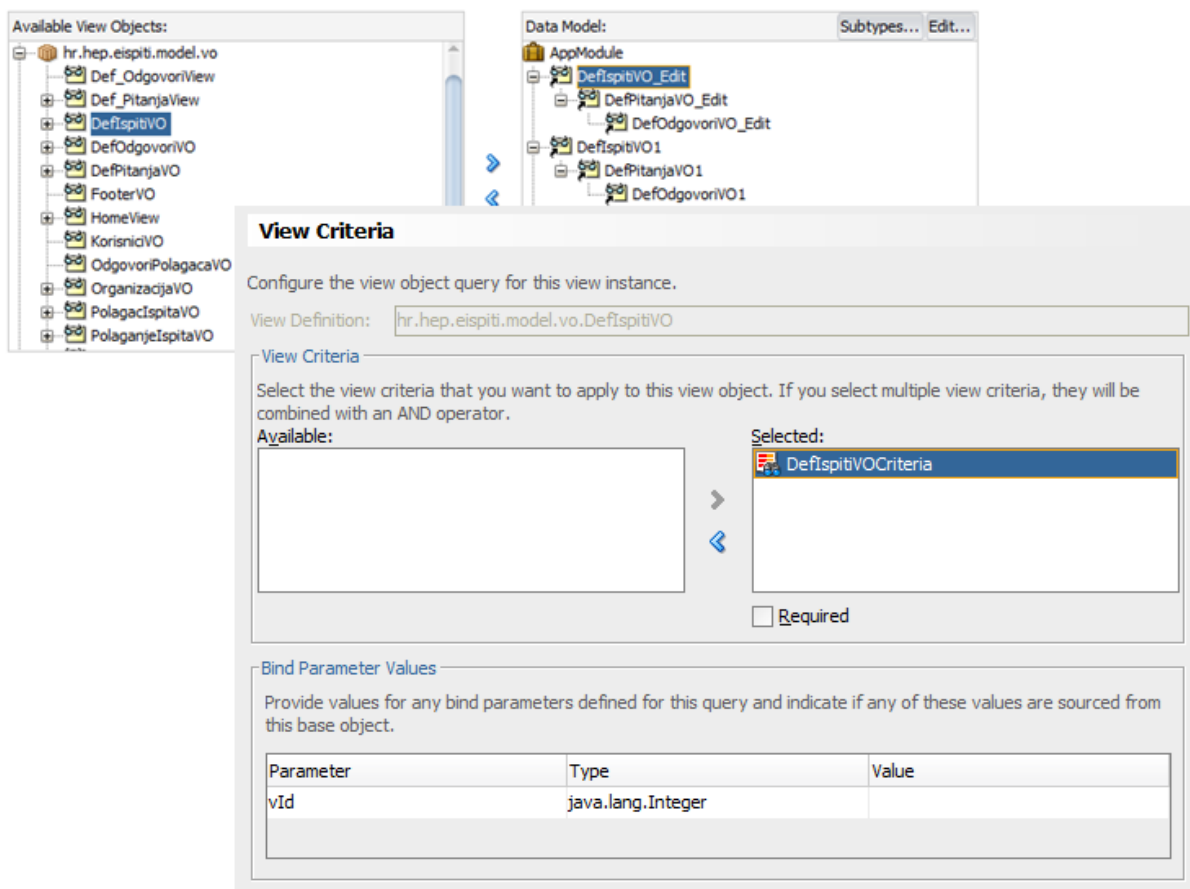 Available View Objects:
hr.hep.eispiti.model.vo
Def_OdgovoriView
Def_PitanjaView
DefIspitiVO
DefOdgovoriVO
DefPitanjaVO
FooterVO
HomeView
KorisniciVO
OdgovoriPolagacaVO
OrganizacijaVO
PolagacIspitaVO
PolaganjeIspitaVO
Data Model:
Subtypes... Edit...
AppModule
DefIspitiVO_Edit
DefPitanjaVO_Edit
DefOdgovoriVO_Edit
DefIspitiVO1
DefPitanjaVO1
DefOdgovoriVO1
View Criteria
Configure the view object query for this view instance.
View Definition: hr.hep.eispiti.model.vo.DefIspitiVO
View Criteria
Select the view criteria that you want to apply to this view object. If you select multiple view criteria, they will be
combined with an AND operator.
Available:
Selected:
DefIspitiVOCriteria
Required
Bind Parameter Values
Provide values for any bind parameters defined for this query and indicate if any of these values are sourced from
this base object.
Parameter Type Value
vId java.lang.Integer